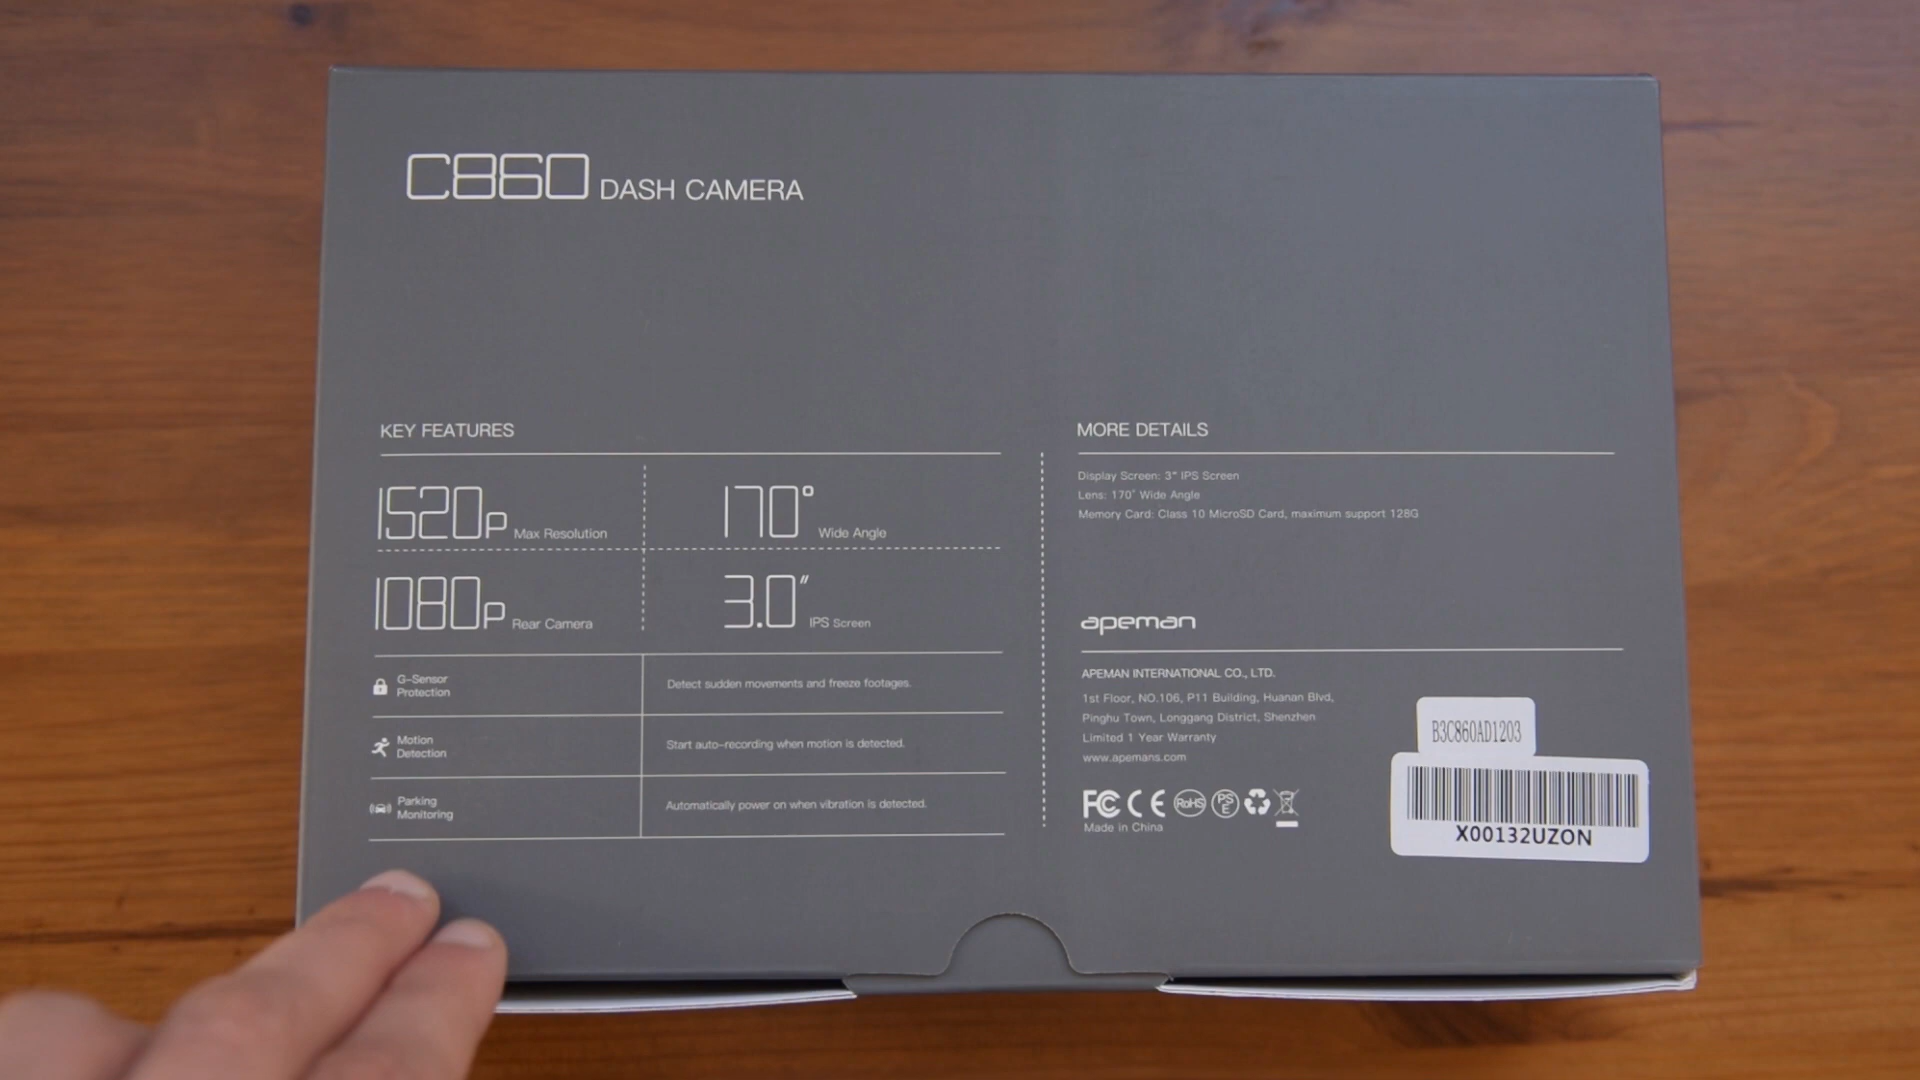 C860 DASH CAMERA
KEY FEATURES
1520P Max Resolution
170° Wide Angle
1080P Rear Camera
3.0" IPS Screen
G-Sensor
Protection
Detect sudden movements and freeze footages.
Motion
Detection
Start auto-recording when motion is detected.
Parking
Monitoring
Automatically power on when vibration is detected.
MORE DETAILS
Display Screen: 3" IPS Screen
Lens: 170° Wide Angle
Memory Card: Class 10 MicroSD Card, maximum support 128G
apeman
APEMAN INTERNATIONAL CO., LTD.
1st Floor, NO.106, P11 Building, Huanan Blvd,
Pinghu Town, Longgang District, Shenzhen
Limited 1 Year Warranty
www.apemans.com
FC CE RoHS PSE
Made in China
B3C860AD1203
X00132UZON